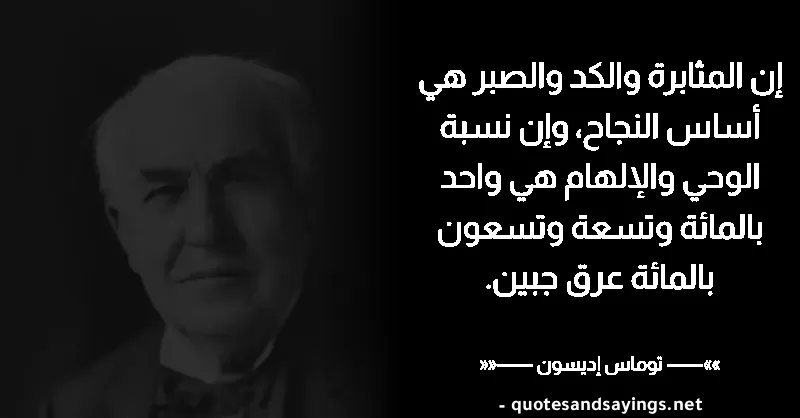 إن المثابرة والكد والصبر هي
أساس النجاح، وإن نسبة
الوحي والإلهام هي واحد
بالمائة وتسعة وتسعون
بالمائة عرق جبين.
»»—— توماس إديسون ——««
- quotesandsayings.net